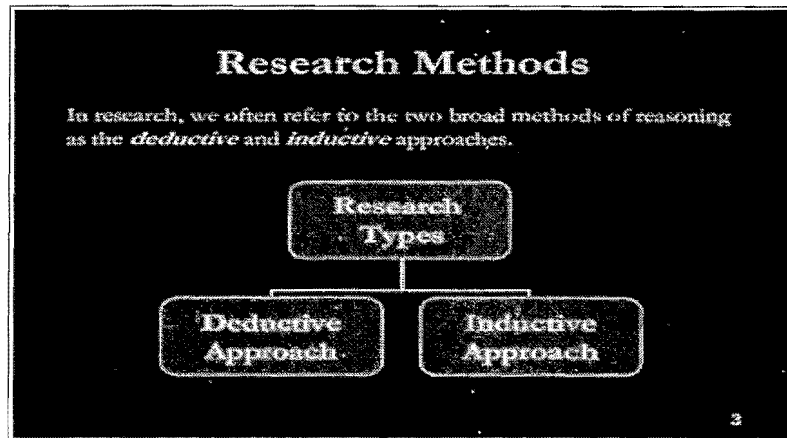 Research Methods
In research, we often refer to the two broad methods of reasoning
as the deductive and inductive approaches.
Research
Types
Deductive
Approach
Inductive
Approach
2